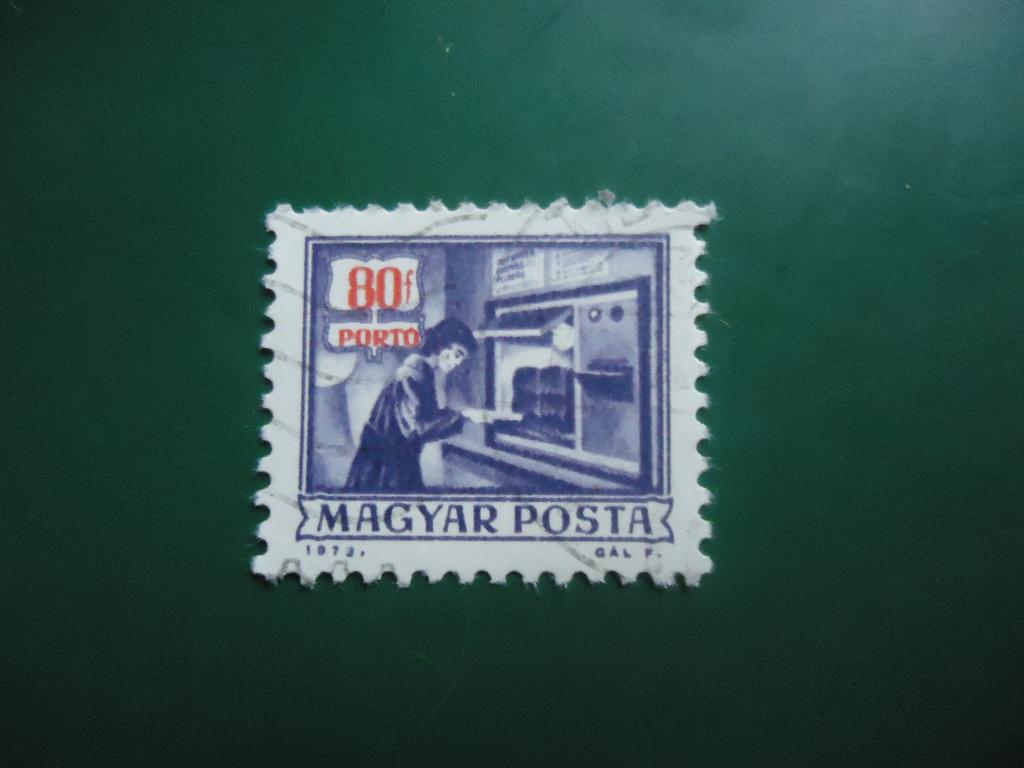 80f
PORTÓ
MAGYAR POSTA
1973. GÁL F.